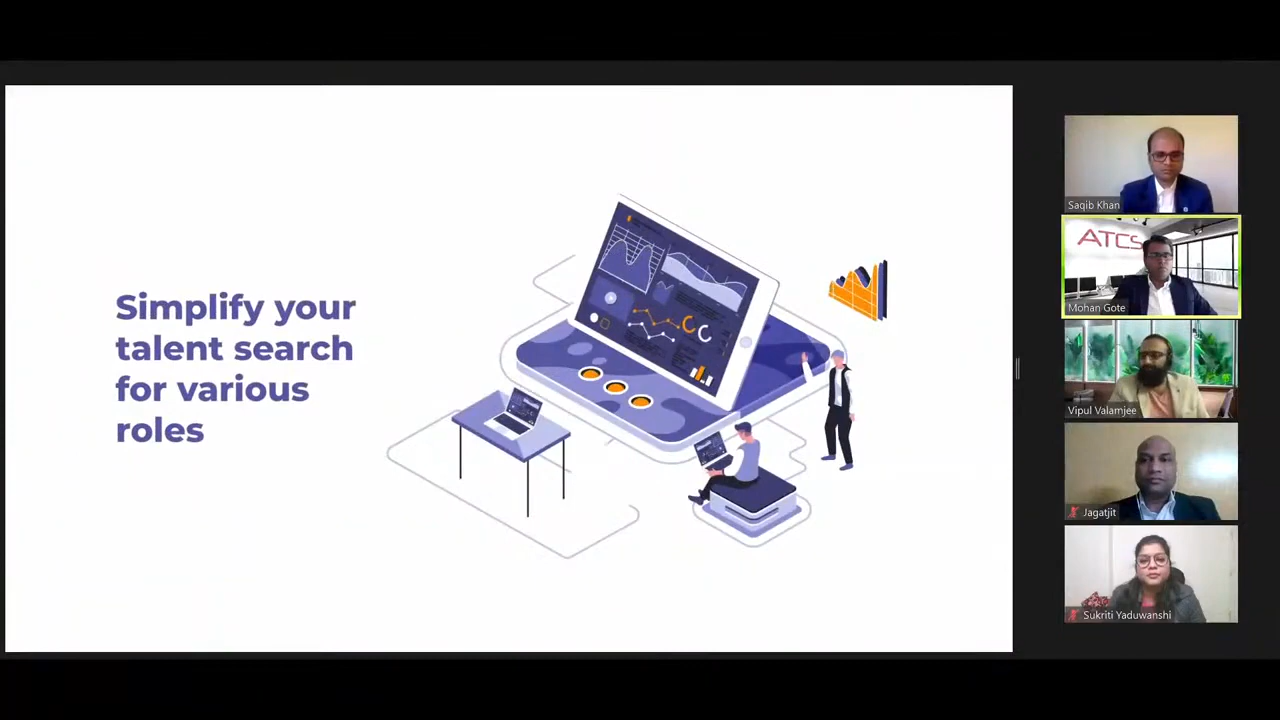 Simplify your
talent search
for various
roles
Saqib Khan
ATCS
Mohan Gote
Vipul Valamjee
Jagatjit
Sukriti Yaduwanshi